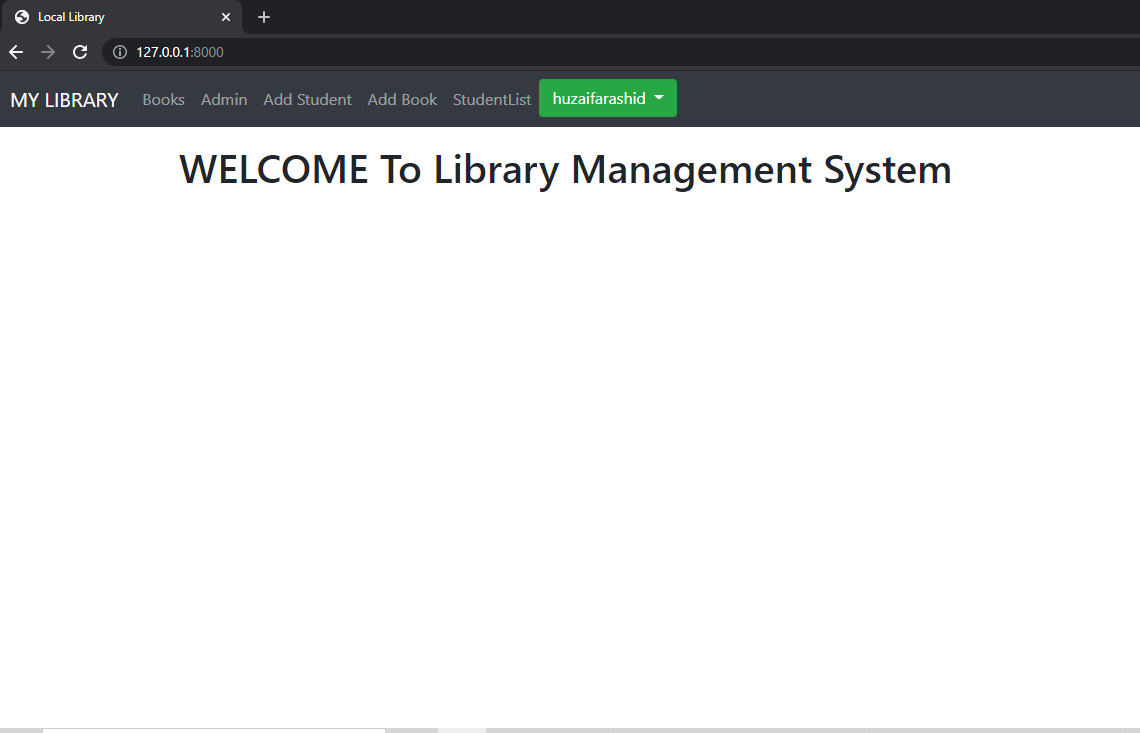 Local Library
127.0.0.1:8000
MY LIBRARY Books Admin Add Student Add Book StudentList huzaifarashid
WELCOME To Library Management System